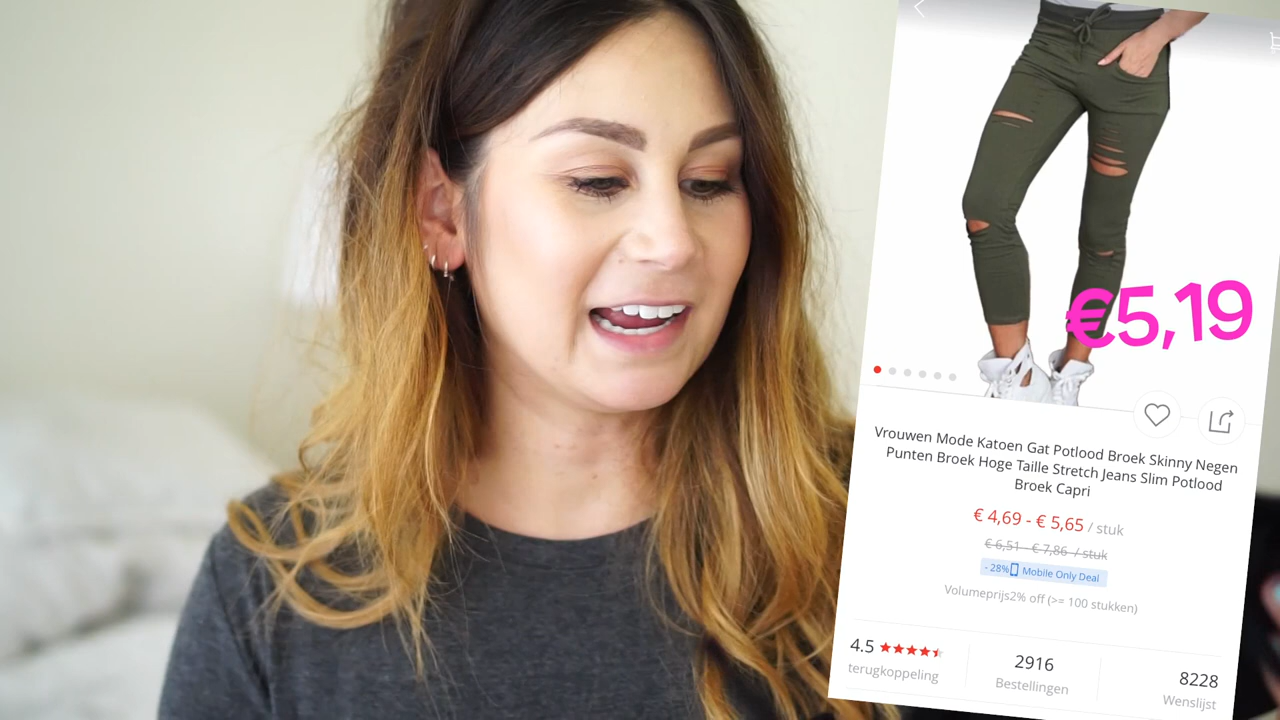 €5,19
Vrouwen Mode Katoen Gat Potlood Broek Skinny Negen
Punten Broek Hoge Taille Stretch Jeans Slim Potlood
Broek Capri
€ 4,69 - € 5,65 / stuk
€ 6,51 - € 7,86 / stuk
- 28% Mobile Only Deal
Volumeprijs2% off (>= 100 stukken)
4.5 2916 8228
terugkoppeling Bestellingen Wenslijst